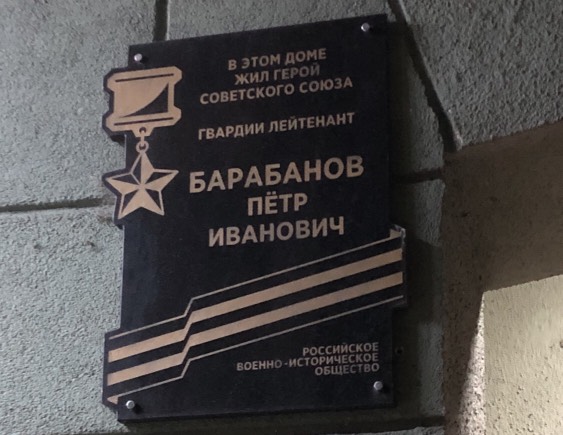 В ЭТОМ ДОМЕ
ЖИЛ ГЕРОЙ
СОВЕТСКОГО СОЮЗА
ГВАРДИИ ЛЕЙТЕНАНТ
БАРАБАНОВ
ПЁТР
ИВАНОВИЧ
РОССИЙСКОЕ
ВОЕННО-ИСТОРИЧЕСКОЕ
ОБЩЕСТВО